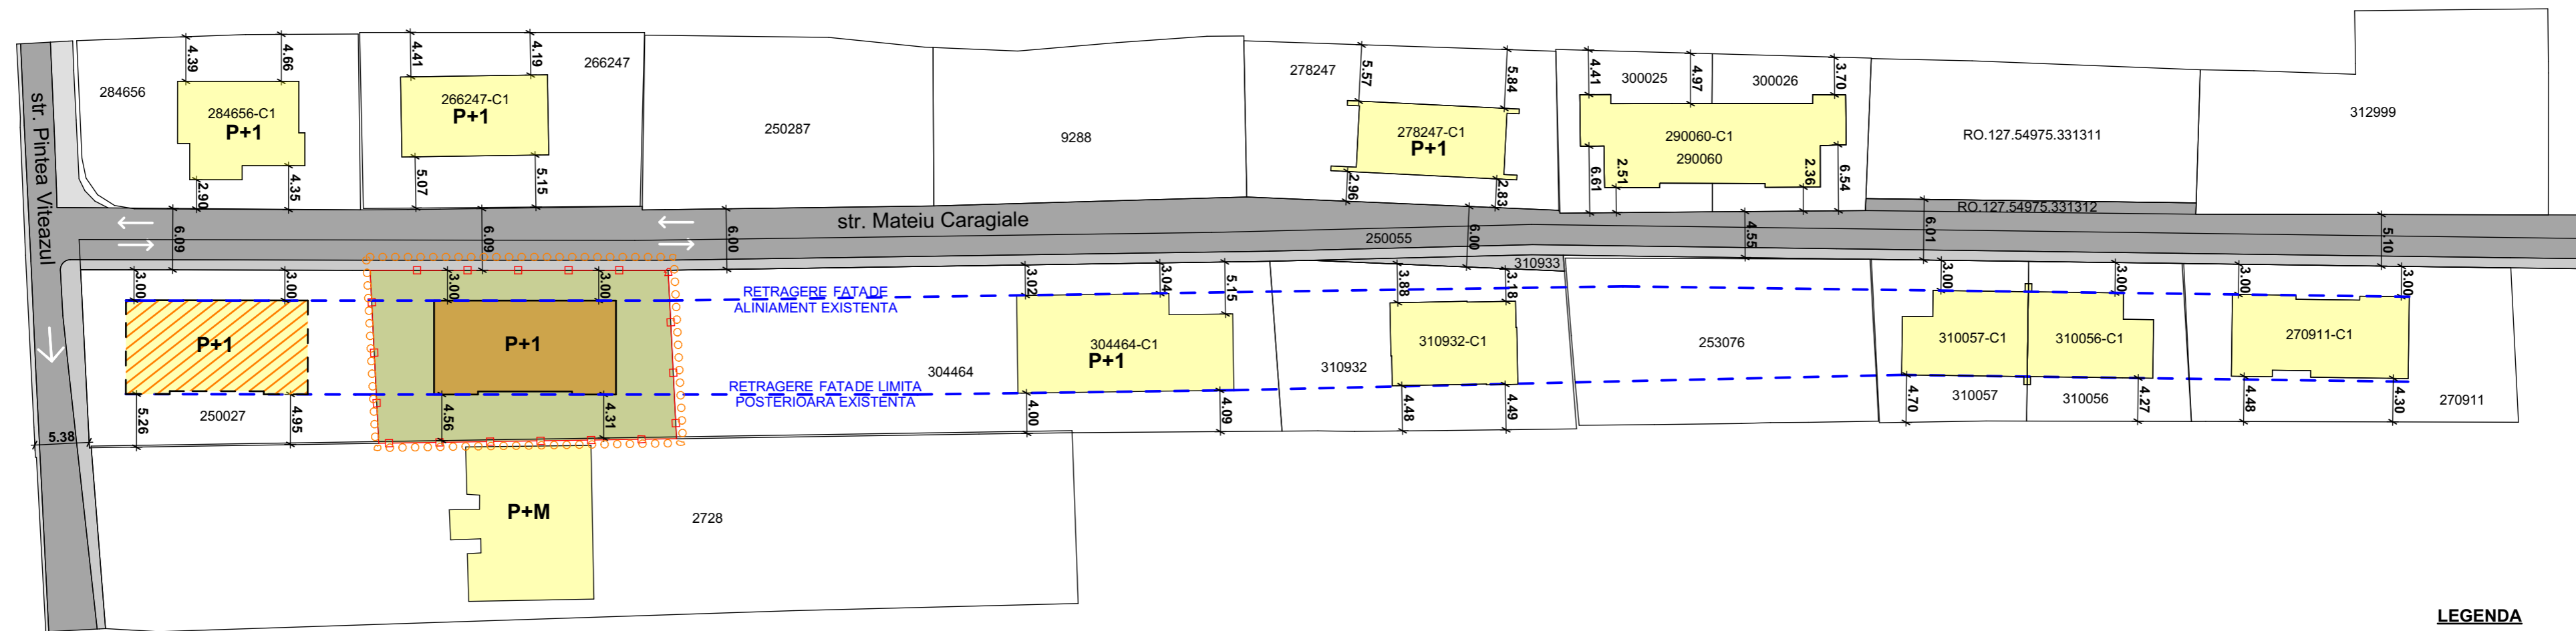 4.39
4.66
4.41
4.19
266247
284656
284656-C1
P+1
266247-C1
P+1
250287
9288
278247
5.57
5.84
278247-C1
P+1
4.41
300025
4.97
300026
3.70
290060-C1
290060
RO.127.54975.331311
312999
2.90
4.35
5.07
5.15
2.96
2.83
6.61
2.51
2.36
6.54
str. Pintea Viteazul
str. Mateiu Caragiale
RO.127.54975.331312
6.09
6.09
6.00
250055
6.00
4.55
6.01
5.10
310933
3.00
3.00
3.00
3.00
RETRAGERE FATADE
ALINIAMENT EXISTENTA
3.02
3.04
5.15
3.88
3.18
3.00
3.00
3.00
3.00
P+1
P+1
304464-C1
P+1
304464
310932-C1
310932
253076
310057-C1
310056-C1
270911-C1
RETRAGERE FATADE LIMITA
POSTERIOARA EXISTENTA
5.26
250027
4.95
4.56
4.31
4.00
4.09
4.48
4.49
4.70
310057
310056
4.27
4.48
4.30
270911
5.38
P+M
2728
LEGENDA